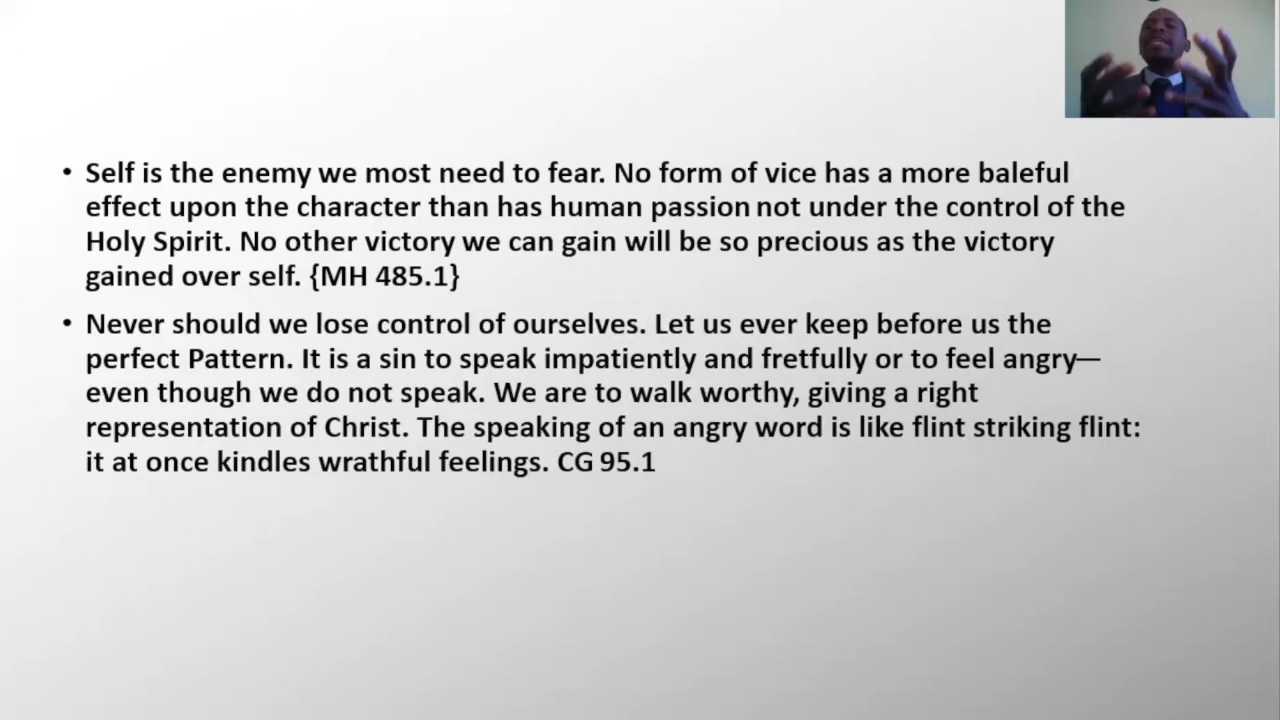 • Self is the enemy we most need to fear. No form of vice has a more baleful
effect upon the character than has human passion not under the control of the
Holy Spirit. No other victory we can gain will be so precious as the victory
gained over self. {MH 485.1}
• Never should we lose control of ourselves. Let us ever keep before us the
perfect Pattern. It is a sin to speak impatiently and fretfully or to feel angry—
even though we do not speak. We are to walk worthy, giving a right
representation of Christ. The speaking of an angry word is like flint striking flint:
it at once kindles wrathful feelings. CG 95.1